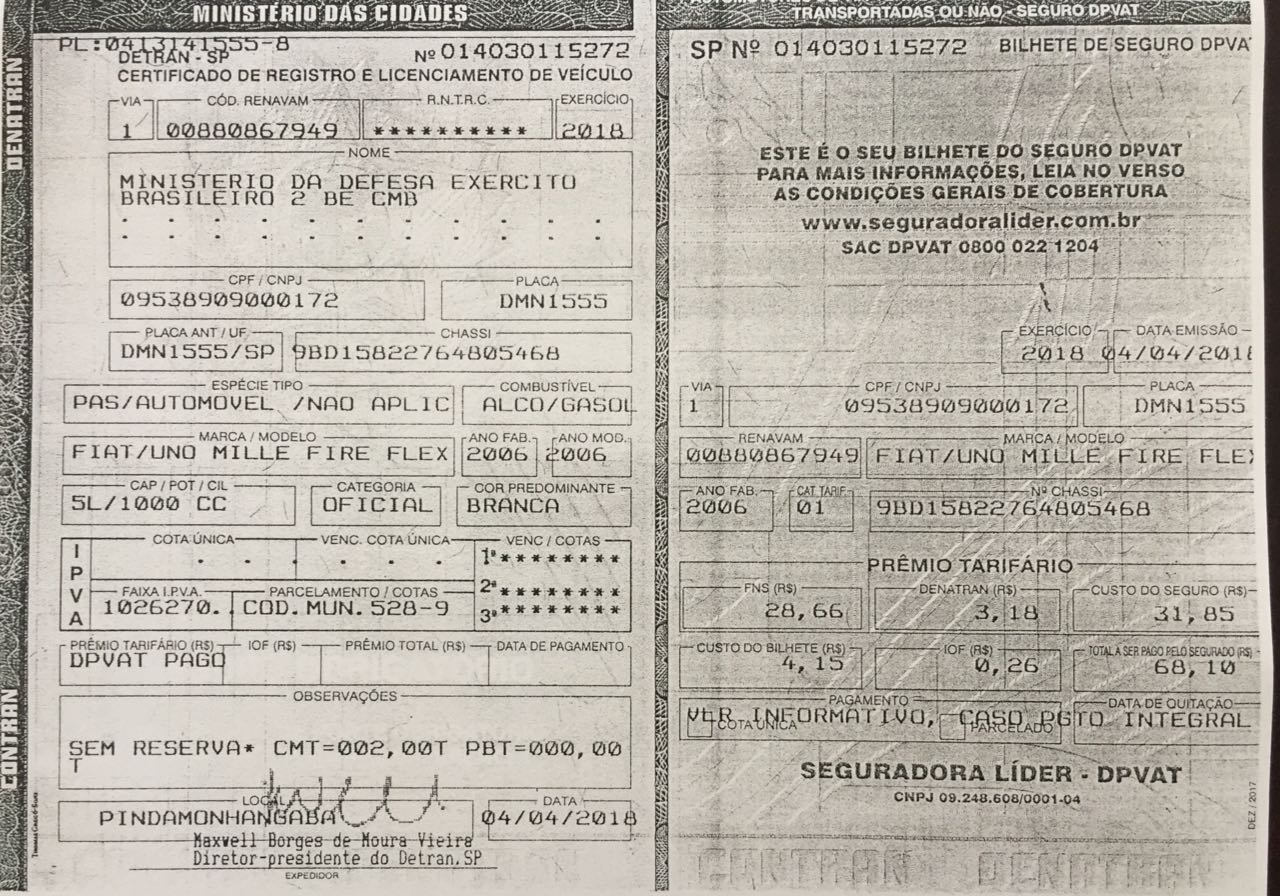 MINISTÉRIO DAS CIDADES
PL:0413141555-8
DETRAN - SP Nº 014030115272
CERTIFICADO DE REGISTRO E LICENCIAMENTO DE VEÍCULO
VIA CÓD. RENAVAM R.N.T.R.C. EXERCÍCIO
1 00880867949 ********** 2018
NOME
MINISTERIO DA DEFESA EXERCITO
BRASILEIRO 2 BE CMB
CPF / CNPJ PLACA
09538909000172 DMN1555
PLACA ANT / UF CHASSI
DMN1555/SP 9BD15822764805468
ESPÉCIE TIPO COMBUSTÍVEL
PAS/AUTOMOVEL /NAO APLIC ALCO/GASOL
MARCA / MODELO ANO FAB. ANO MOD.
FIAT/UNO MILLE FIRE FLEX 2006 2006
CAP / POT / CIL CATEGORIA COR PREDOMINANTE
5L/1000 CC OFICIAL BRANCA
IPVA
COTA ÚNICA VENC. COTA ÚNICA VENC / COTAS
1ª ********
2ª ********
3ª ********
FAIXA I.P.V.A. PARCELAMENTO / COTAS
1026270. COD.MUN.528-9
PRÊMIO TARIFÁRIO (R$) IOF (R$) PRÊMIO TOTAL (R$) DATA DE PAGAMENTO
DPVAT PAGO
OBSERVAÇÕES
SEM RESERVA* CMT=002,00T PBT=000,00
T
LOCAL DATA
PINDAMONHANGABA 04/04/2018
Maxwell Borges de Moura Vieira
Diretor-presidente do Detran.SP
EXPEDIDOR
DENATRAN
CONTRAN
TRANSPORTADAS OU NÃO - SEGURO DPVAT
SP Nº 014030115272 BILHETE DE SEGURO DPVAT
ESTE É O SEU BILHETE DO SEGURO DPVAT
PARA MAIS INFORMAÇÕES, LEIA NO VERSO
AS CONDIÇÕES GERAIS DE COBERTURA
www.seguradoralider.com.br
SAC DPVAT 0800 022 1204
EXERCÍCIO DATA EMISSÃO
2018 04/04/2018
VIA CPF / CNPJ PLACA
1 09538909000172 DMN1555
RENAVAM MARCA / MODELO
00880867949 FIAT/UNO MILLE FIRE FLEX
ANO FAB. CAT. TARIF. Nº CHASSI
2006 01 9BD15822764805468
PRÊMIO TARIFÁRIO
FNS (R$) DENATRAN (R$) CUSTO DO SEGURO (R$)
28,66 3,18 31,85
CUSTO DO BILHETE (R$) IOF (R$) TOTAL A SER PAGO PELO SEGURADO (R$)
4,15 0,26 68,10
PAGAMENTO DATA DE QUITAÇÃO
VER INFORMATIVO, CASO PGTO INTEGRAL
COTA ÚNICA PARCELADO
SEGURADORA LÍDER - DPVAT
CNPJ 09.248.608/0001-04
DEZ / 2017
CONTRAN DENATRAN